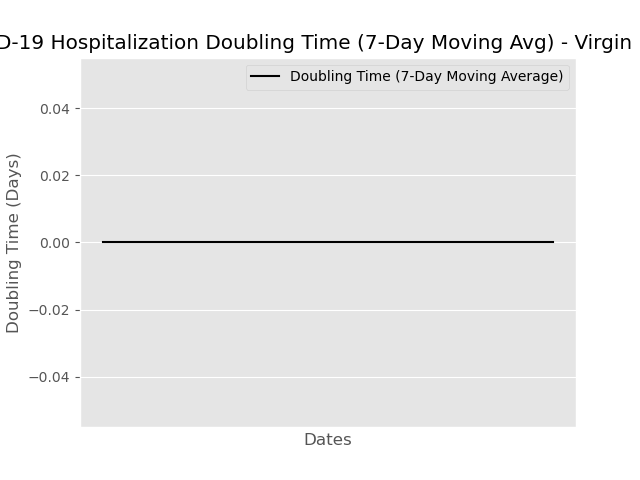 D-19 Hospitalization Doubling Time (7-Day Moving Avg) - Virgin
Doubling Time (7-Day Moving Average)
0.04
0.02
0.00
−0.02
−0.04
Doubling Time (Days)
Dates